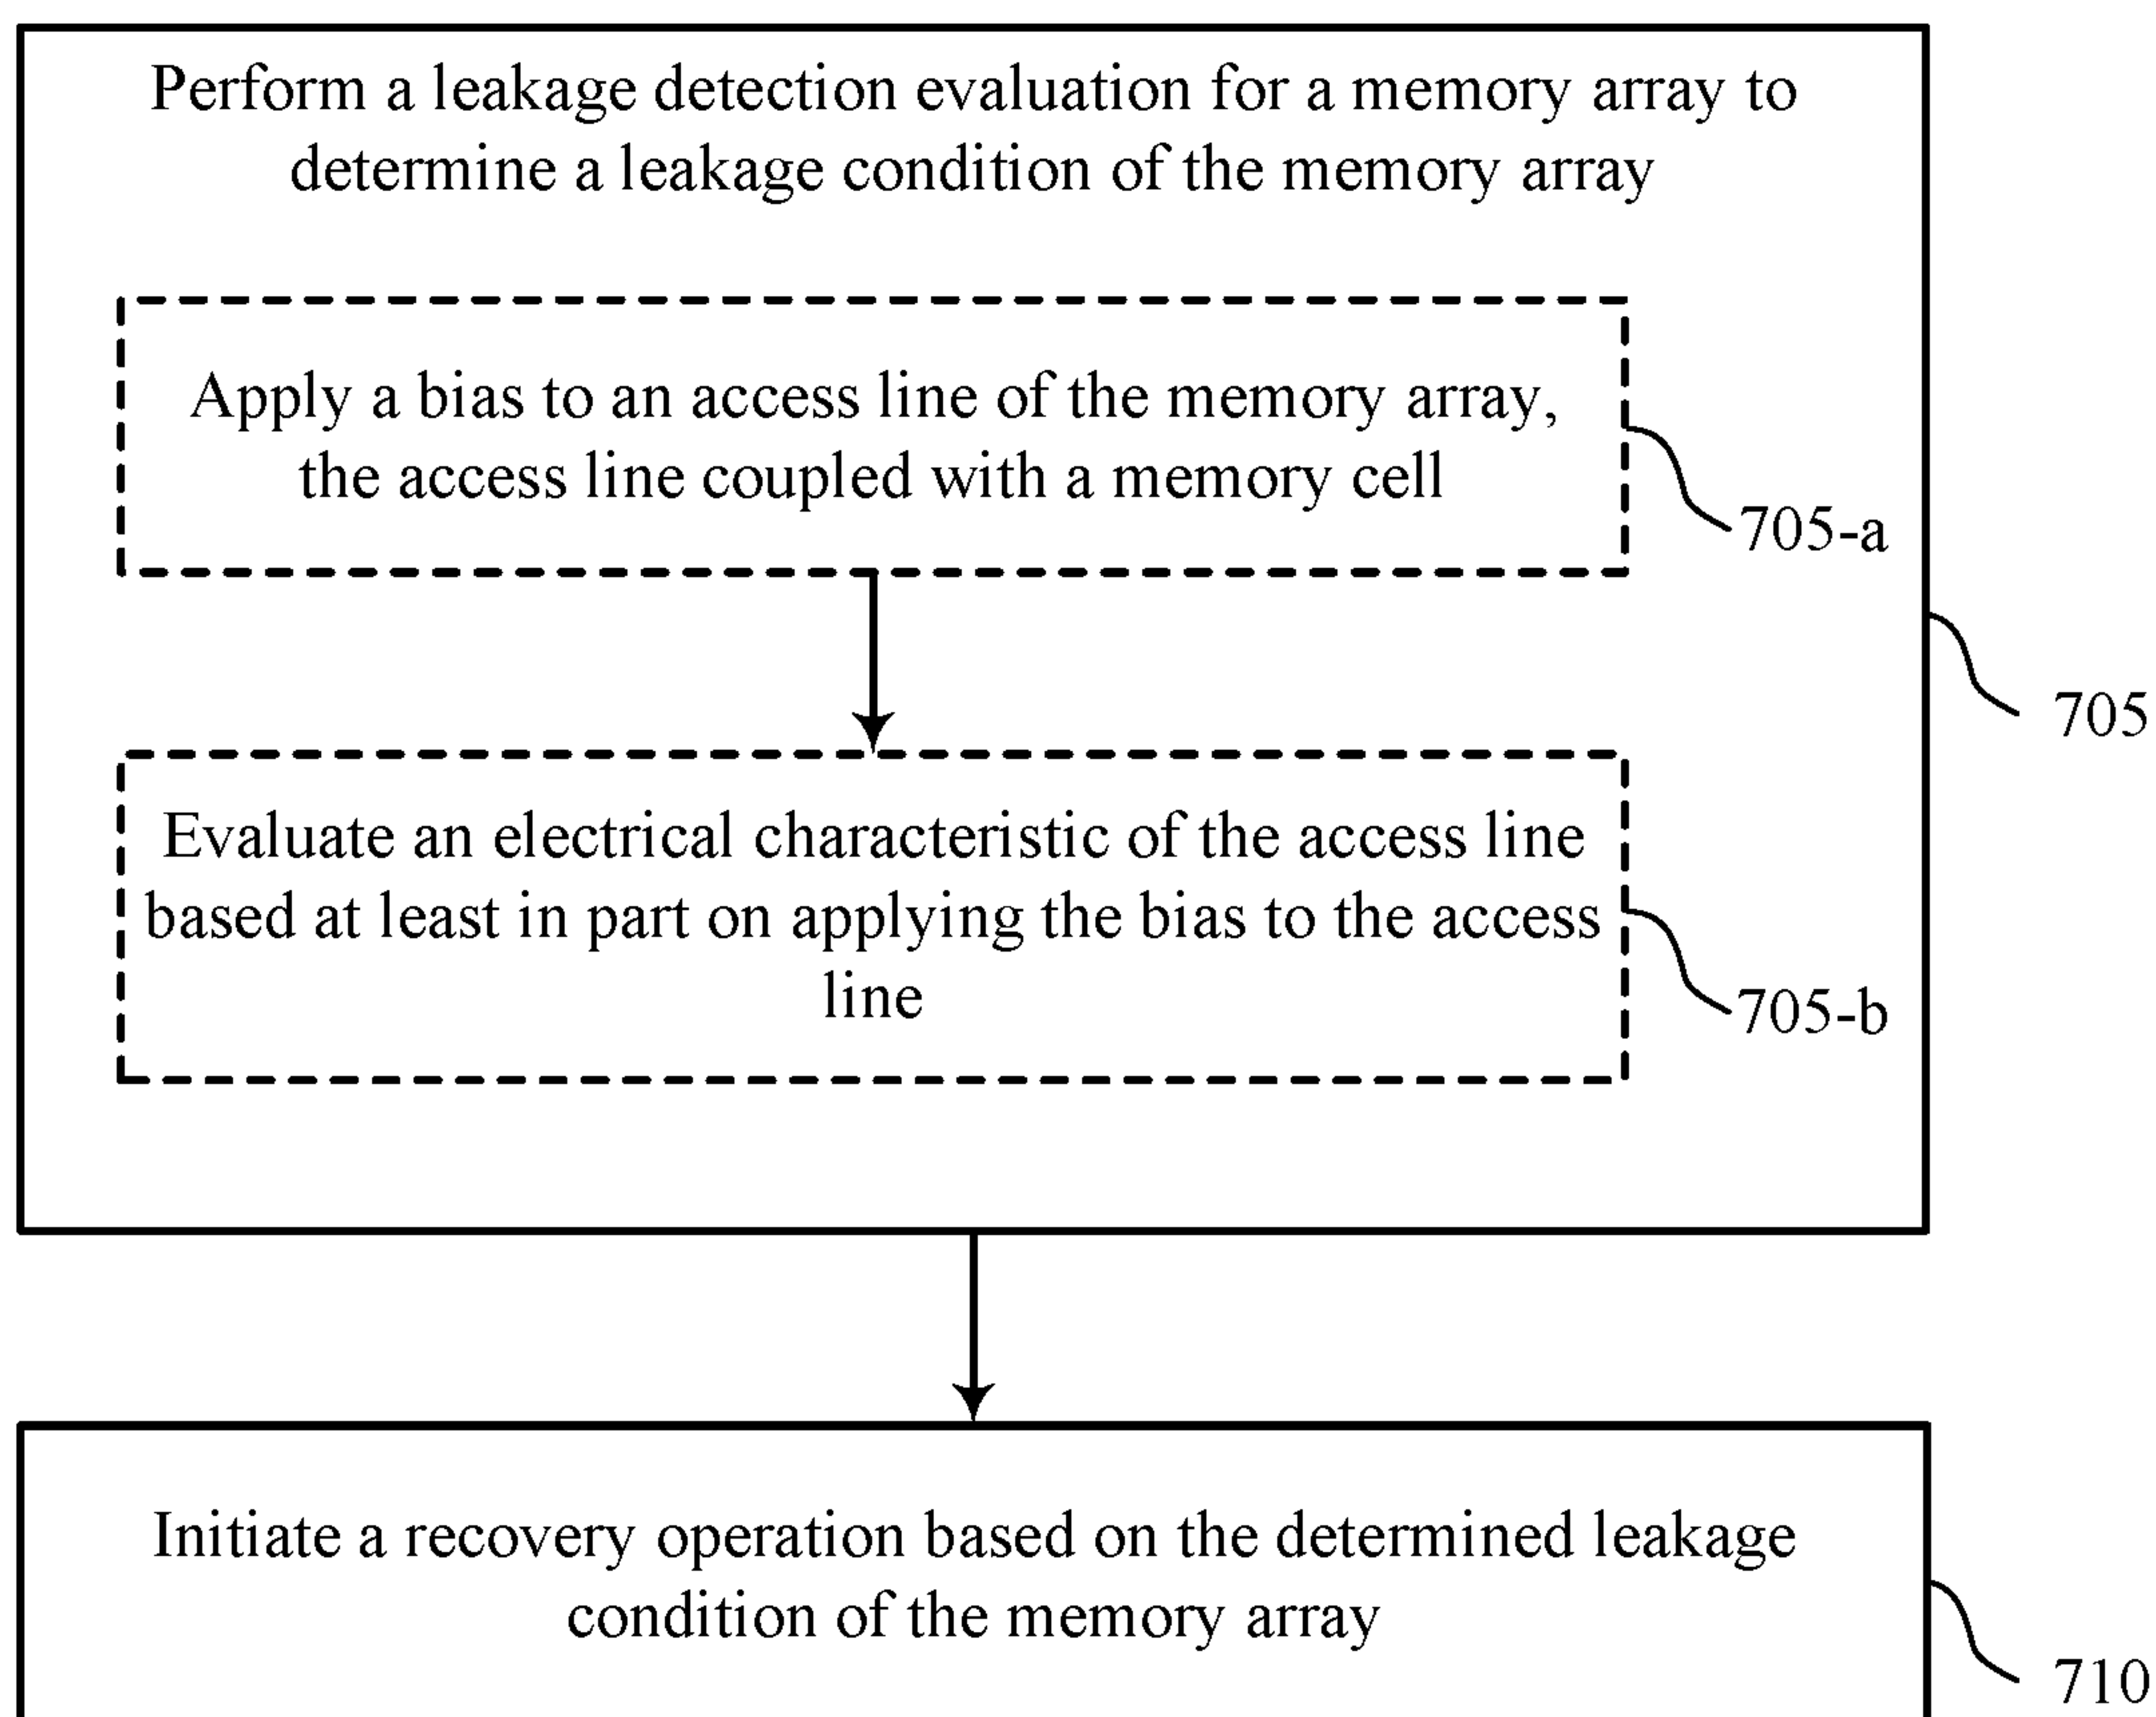 Perform a leakage detection evaluation for a memory array to
determine a leakage condition of the memory array
Apply a bias to an access line of the memory array,
the access line coupled with a memory cell
705-a
705
Evaluate an electrical characteristic of the access line
based at least in part on applying the bias to the access
line
705-b
Initiate a recovery operation based on the determined leakage
condition of the memory array
710